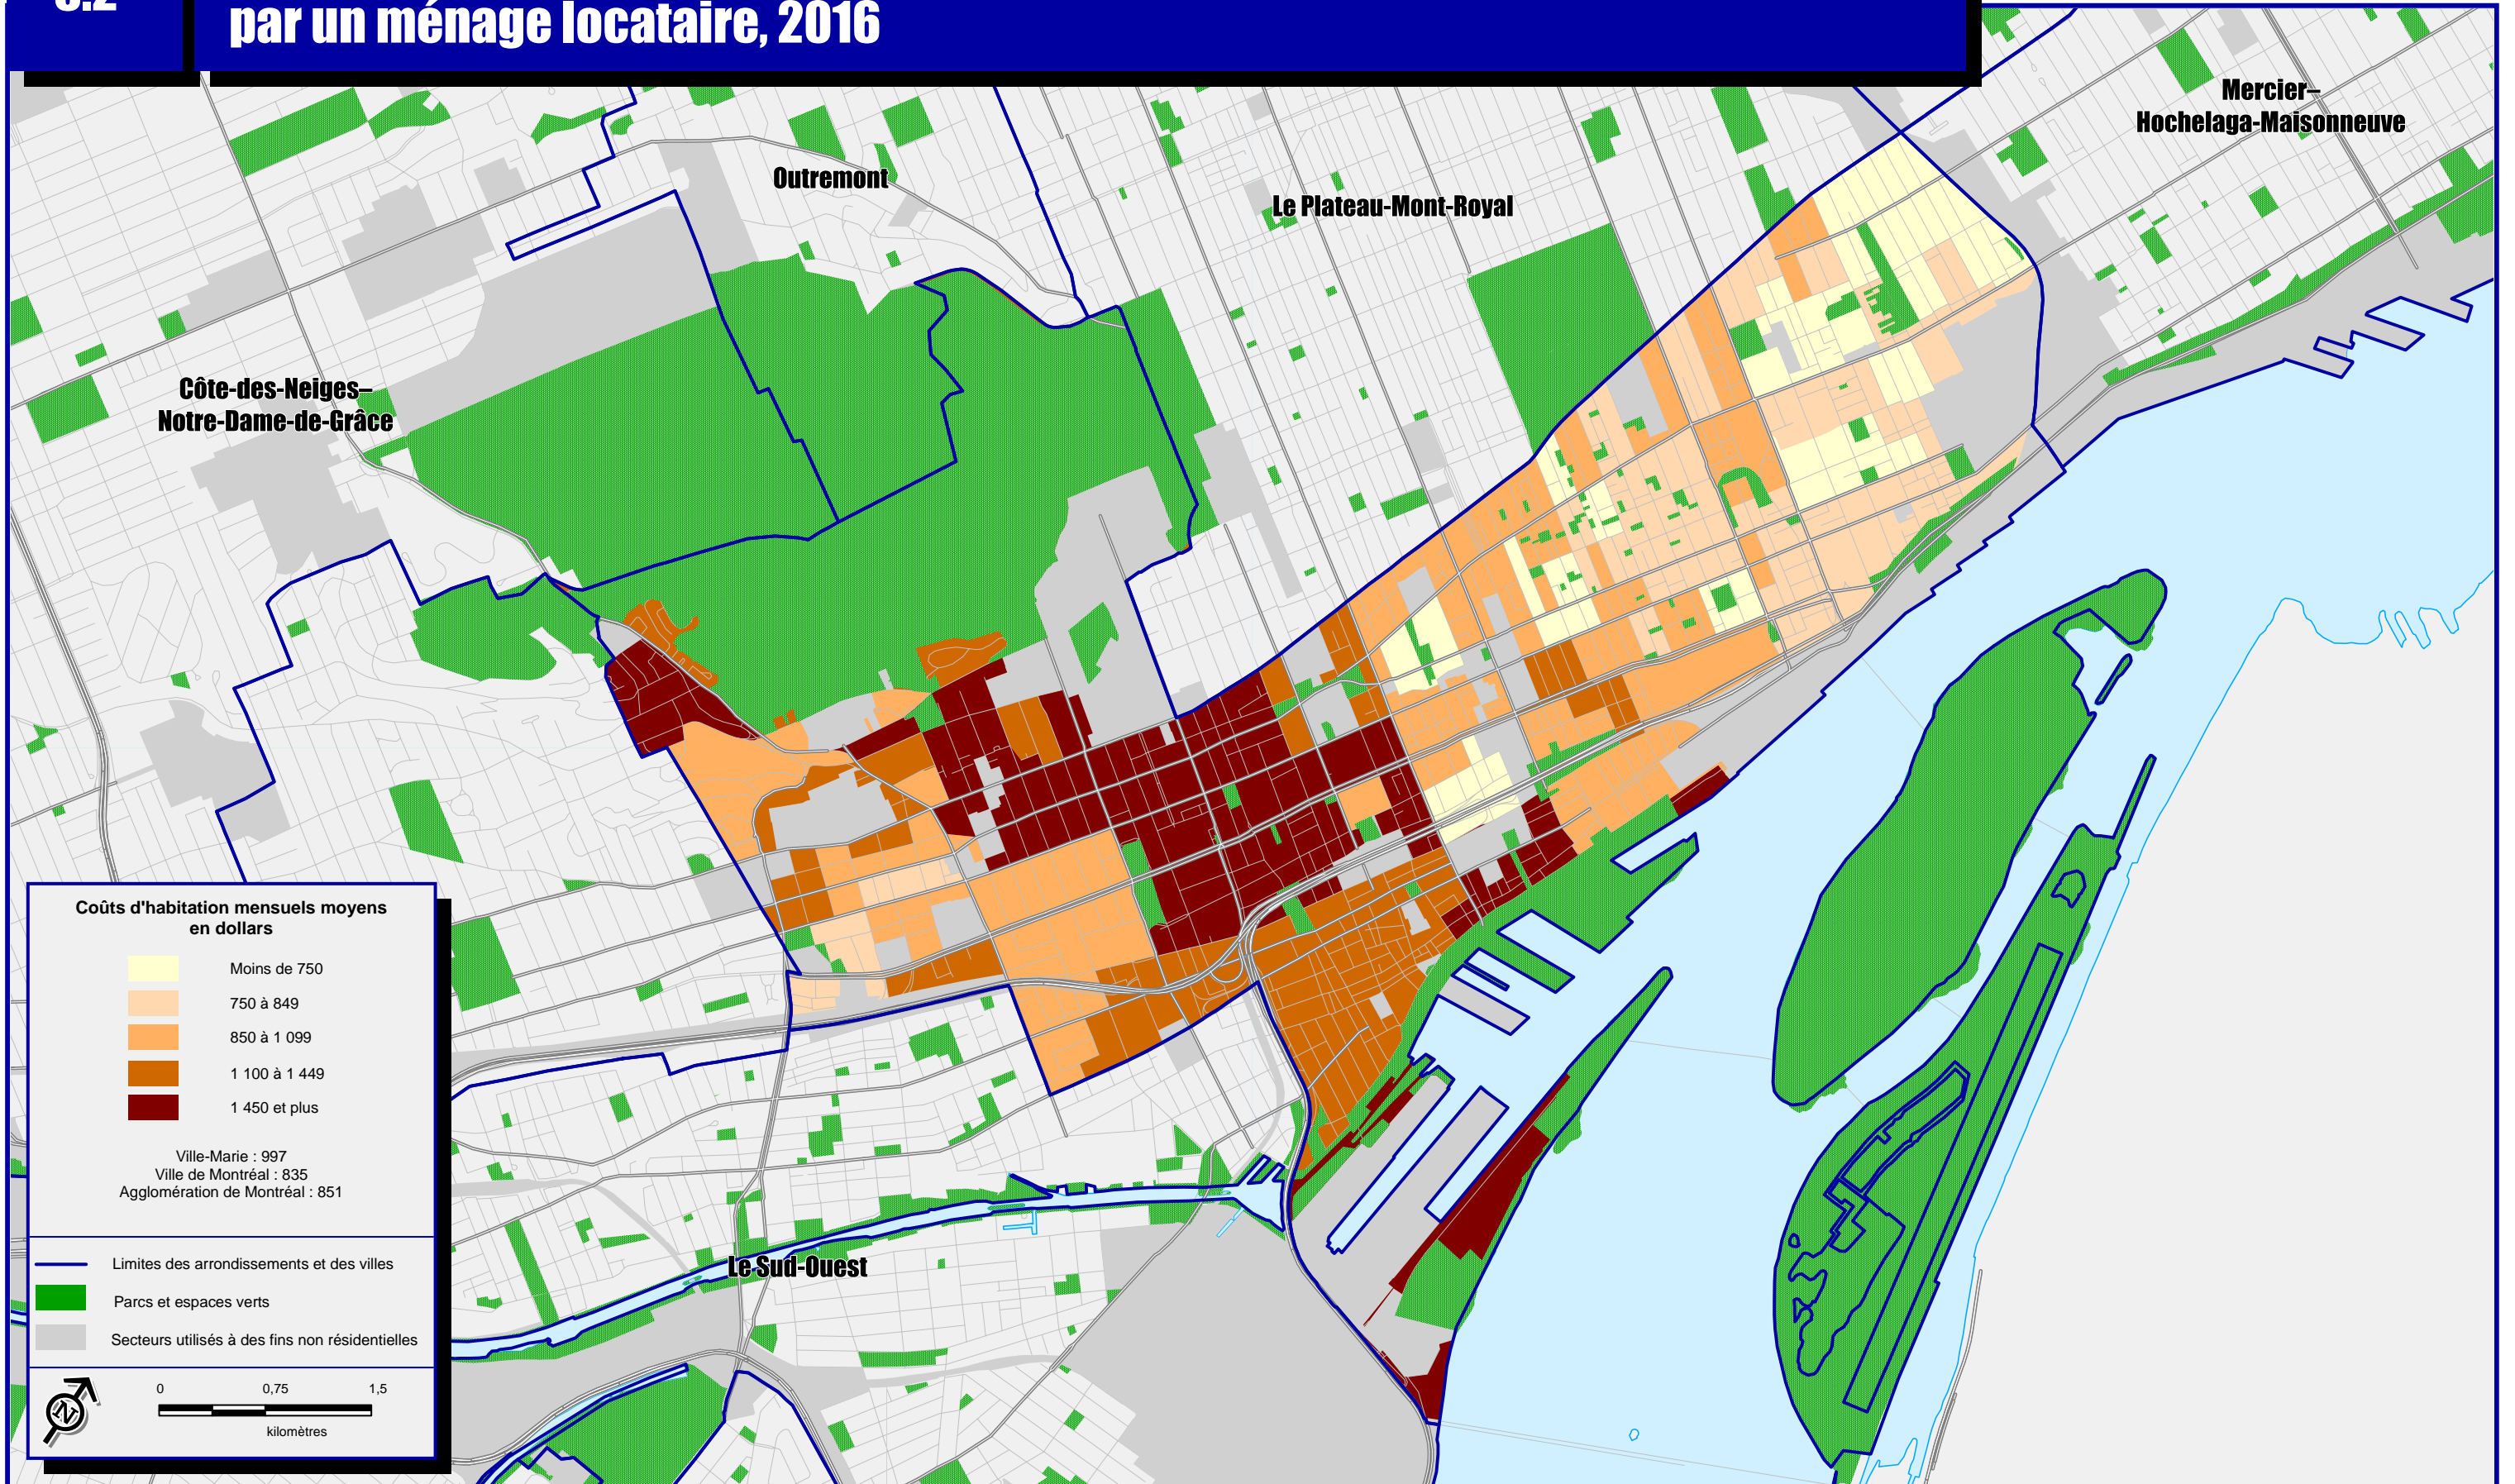 par un ménage locataire, 2016
Mercier–
Hochelaga-Maisonneuve
Outremont
Le Plateau-Mont-Royal
Côte-des-Neiges–
Notre-Dame-de-Grâce
Le Sud-Ouest
Coûts d'habitation mensuels moyens
en dollars
Moins de 750
750 à 849
850 à 1 099
1 100 à 1 449
1 450 et plus
Ville-Marie : 997
Ville de Montréal : 835
Agglomération de Montréal : 851
Limites des arrondissements et des villes
Parcs et espaces verts
Secteurs utilisés à des fins non résidentielles
N
0 0,75 1,5
kilomètres